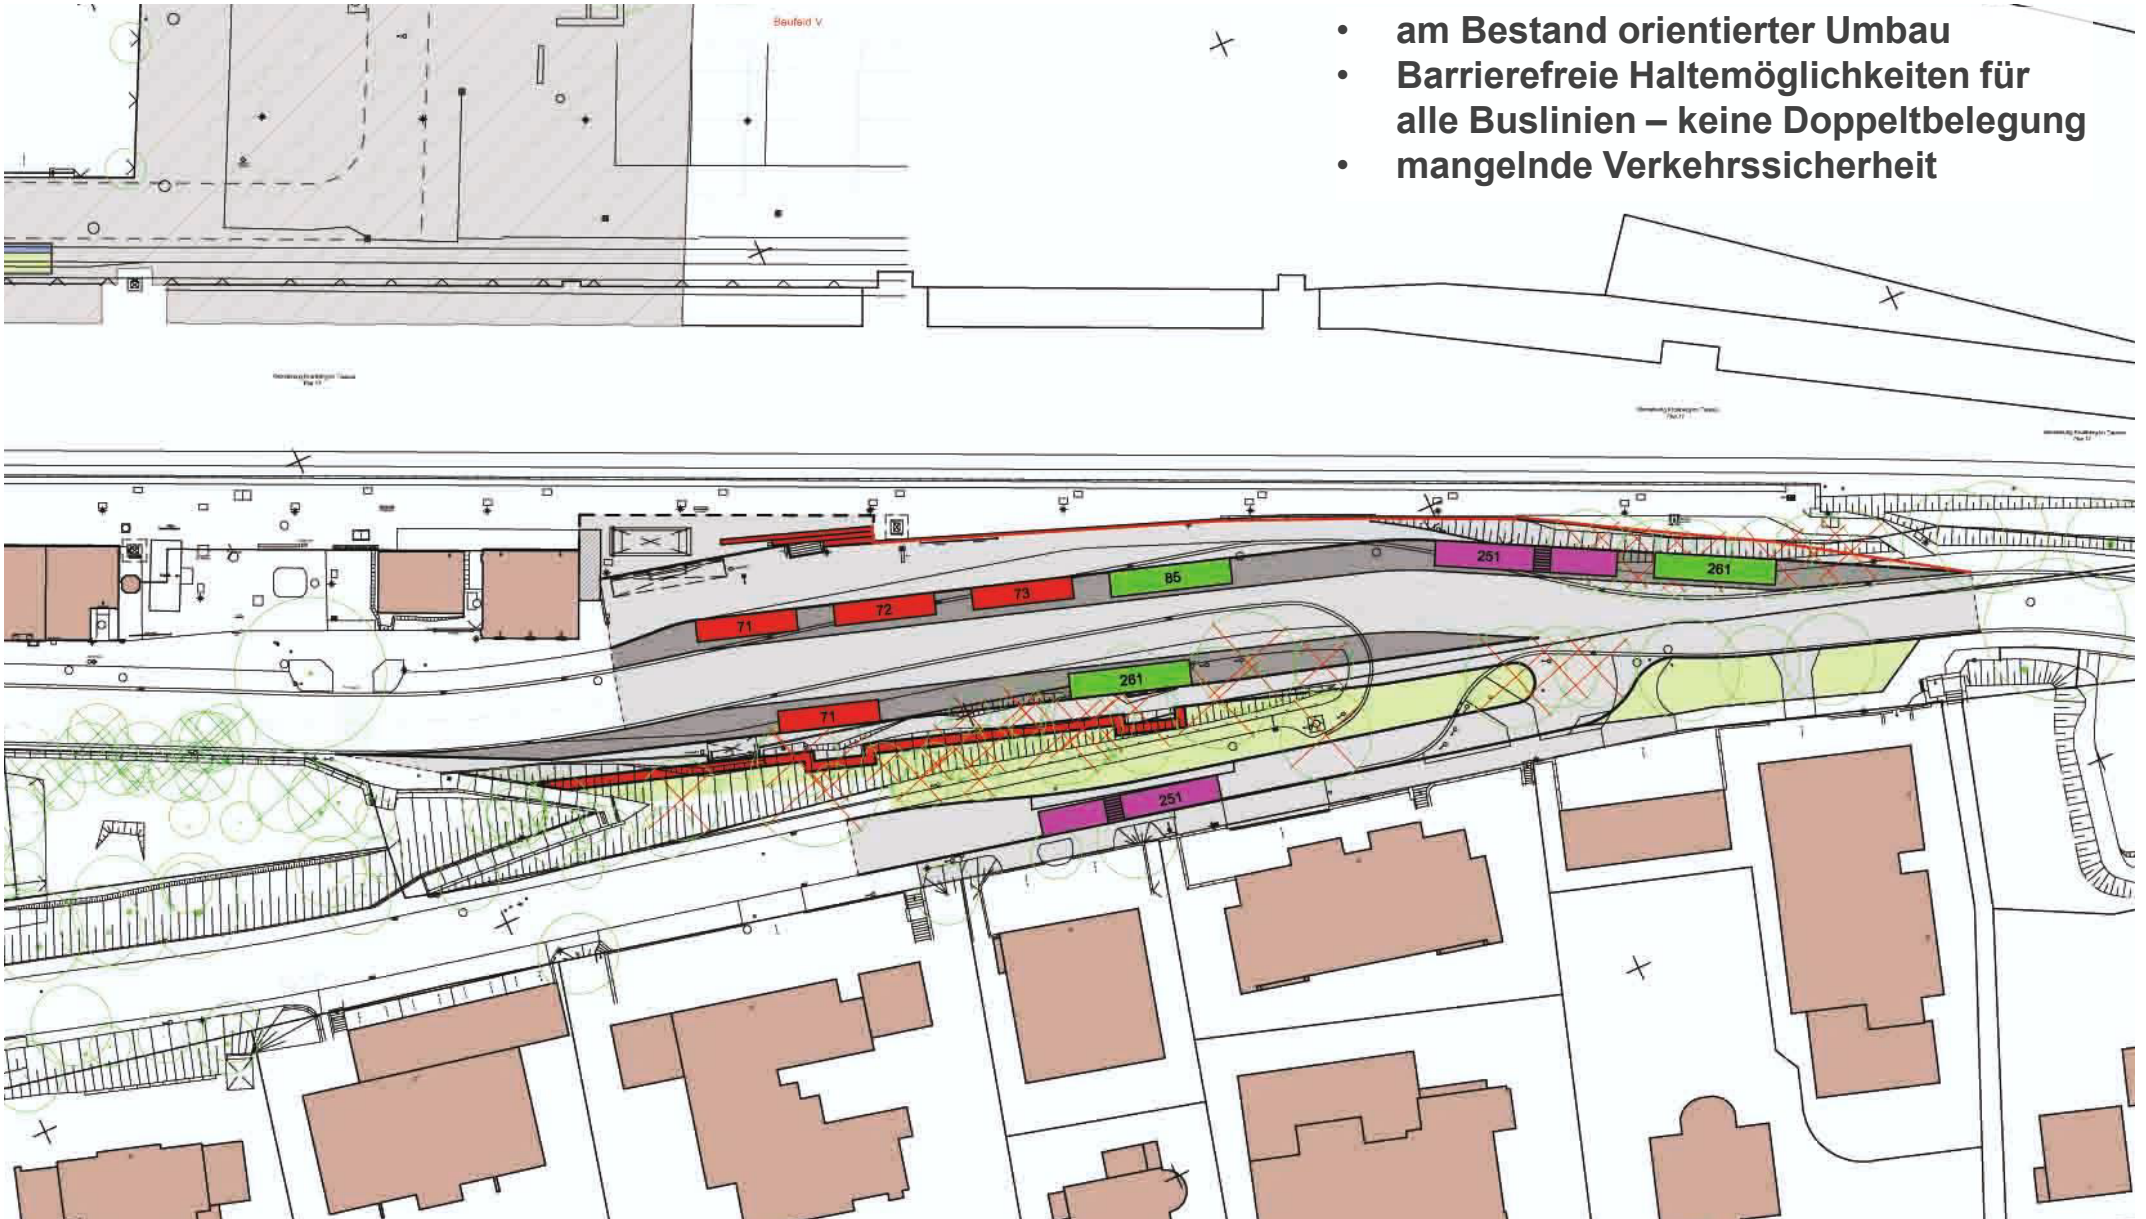 Baufeld V
• am Bestand orientierter Umbau
• Barrierefreie Haltemöglichkeiten für
alle Buslinien – keine Doppeltbelegung
• mangelnde Verkehrssicherheit
251
261
85
73
72
71
261
71
251